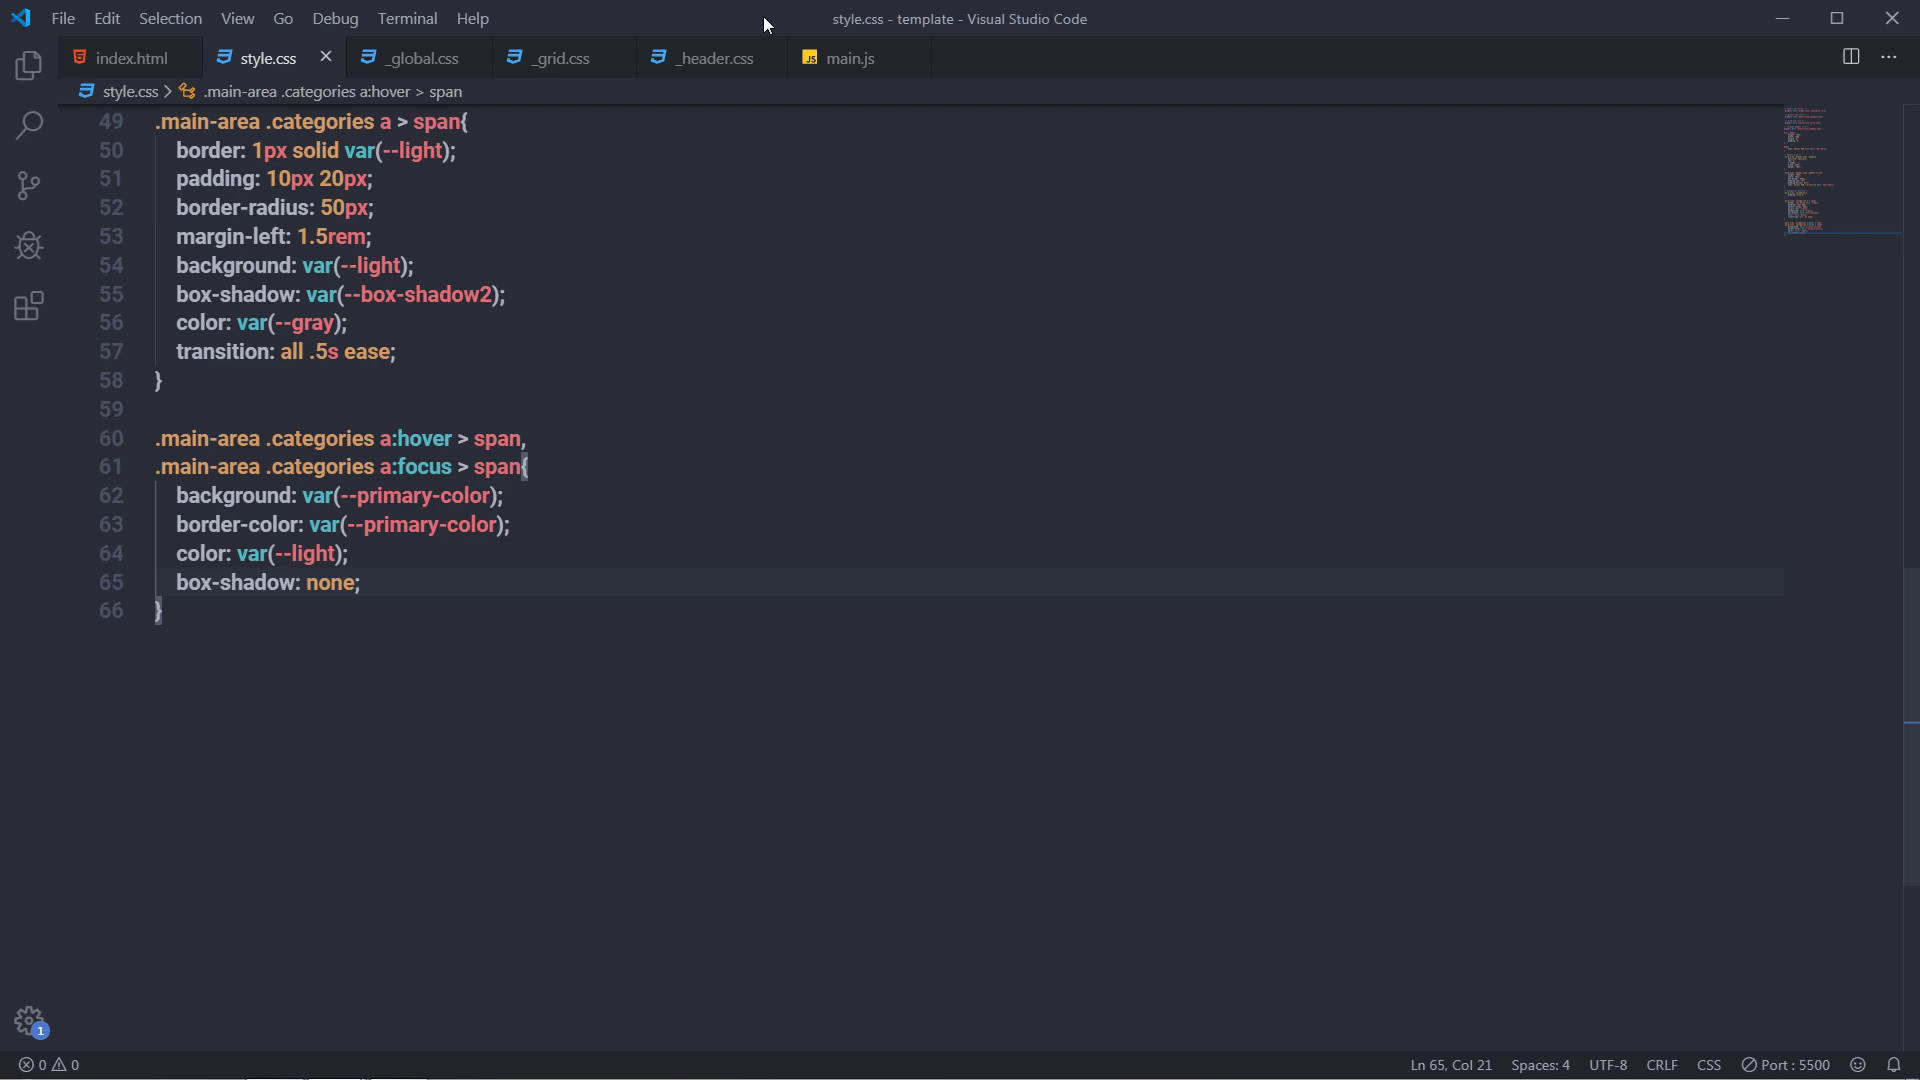 File Edit Selection View Go Debug Terminal Help style.css - template - Visual Studio Code
index.html style.css _global.css _grid.css _header.css JS main.js
style.css > .main-area .categories a:hover > span
49 .main-area .categories a > span{
50 border: 1px solid var(--light);
51 padding: 10px 20px;
52 border-radius: 50px;
53 margin-left: 1.5rem;
54 background: var(--light);
55 box-shadow: var(--box-shadow2);
56 color: var(--gray);
57 transition: all .5s ease;
58 }
59
60 .main-area .categories a:hover > span,
61 .main-area .categories a:focus > span{
62 background: var(--primary-color);
63 border-color: var(--primary-color);
64 color: var(--light);
65 box-shadow: none;
66 }
1
0 0 Ln 65, Col 21 Spaces: 4 UTF-8 CRLF CSS Port : 5500